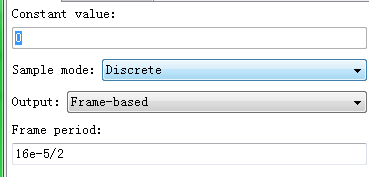 Constant value:
0
Sample mode: Discrete
Output: Frame-based
Frame period:
16e-5/2